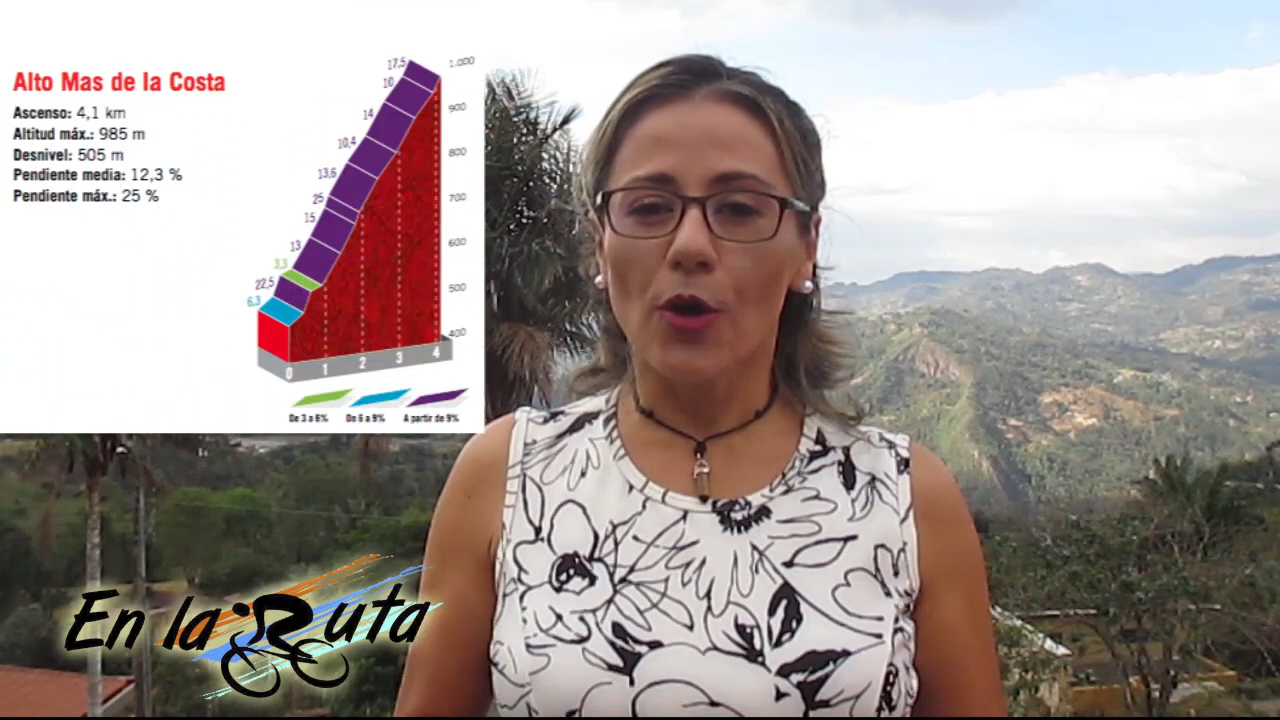 Alto Mas de la Costa
Ascenso: 4,1 km
Altitud máx.: 985 m
Desnivel: 505 m
Pendiente media: 12,3 %
Pendiente máx.: 25 %
17,5
10
14
10,4
13,6
25
15
13
3,3
22,5
6,3
1.000
900
800
700
600
500
400
0 1 2 3 4
De 3 a 6% De 6 a 9% A partir de 9%
En la Ruta